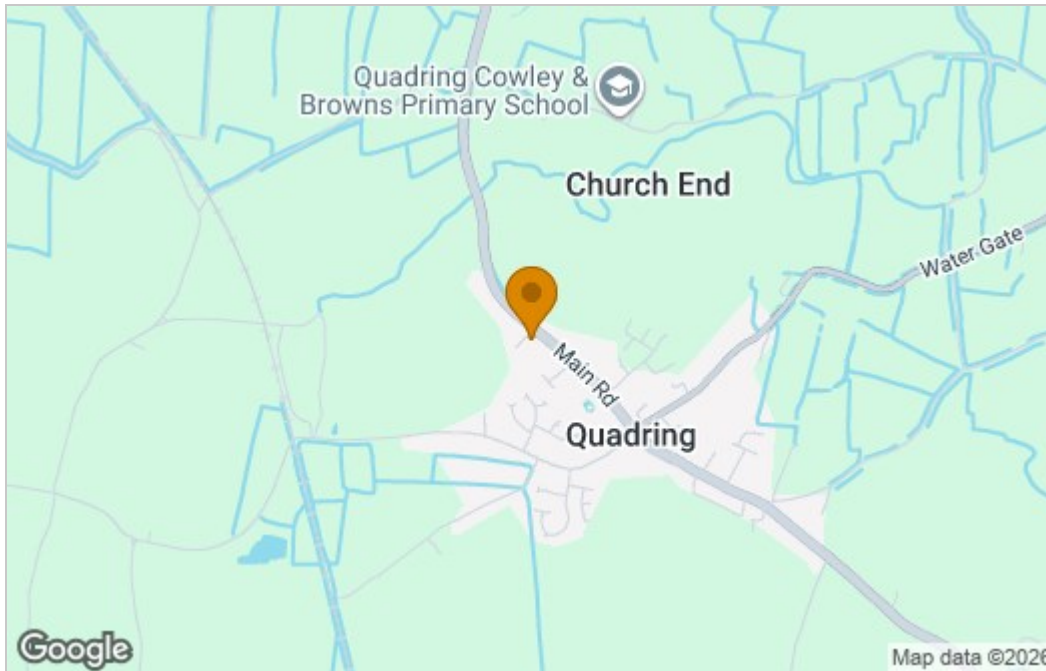 Quadring Cowley &
Browns Primary School
Church End
Water Gate
Main Rd
Quadring
Google
Map data ©2026